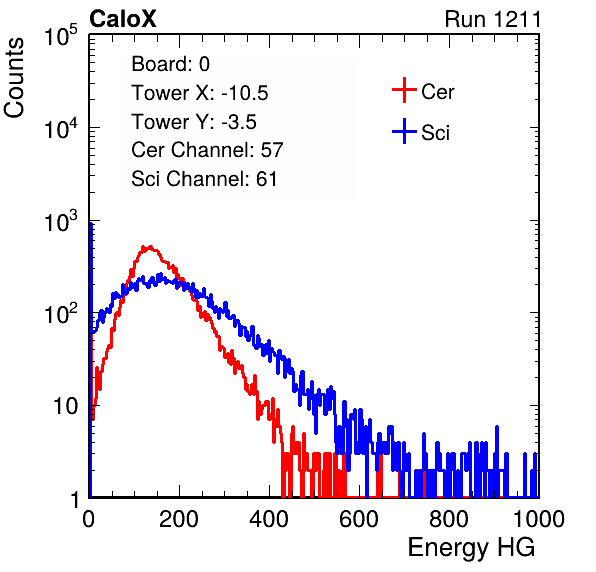 CaloX Run 1211
Counts
Board: 0
Tower X: -10.5
Tower Y: -3.5
Cer Channel: 57
Sci Channel: 61
Cer
Sci
10^5
10^4
10^3
10^2
10
1
0 200 400 600 800 1000
Energy HG